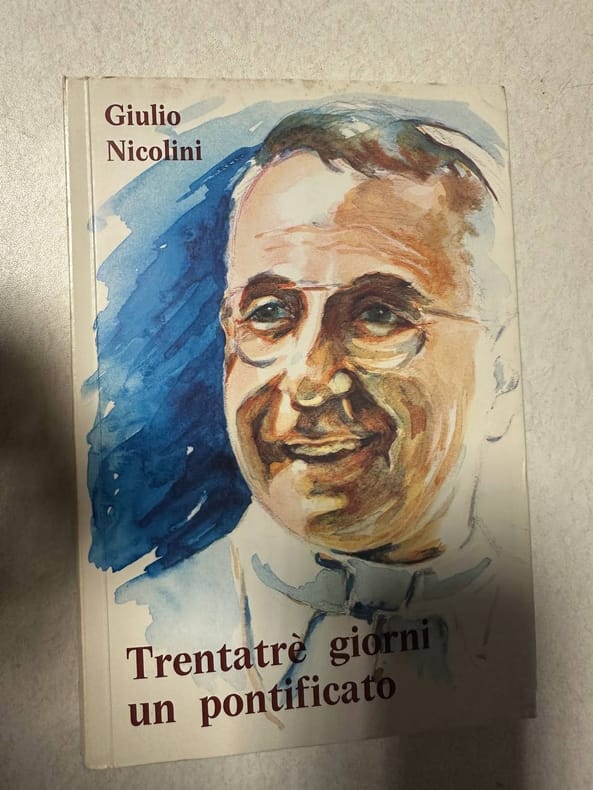 Giulio
Nicolini
Trentatrè giorni
un pontificato